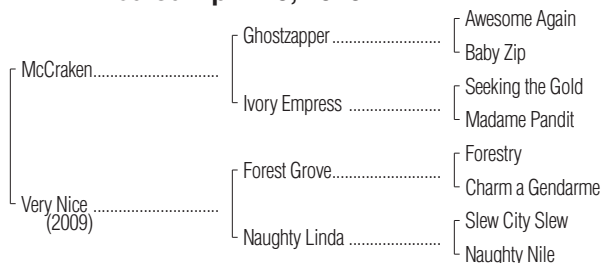 Awesome Again
Ghostzapper
Baby Zip
McCraken
Seeking the Gold
Ivory Empress
Madame Pandit
Forestry
Forest Grove
Charm a Gendarme
Very Nice
(2009)
Slew City Slew
Naughty Linda
Naughty Nile